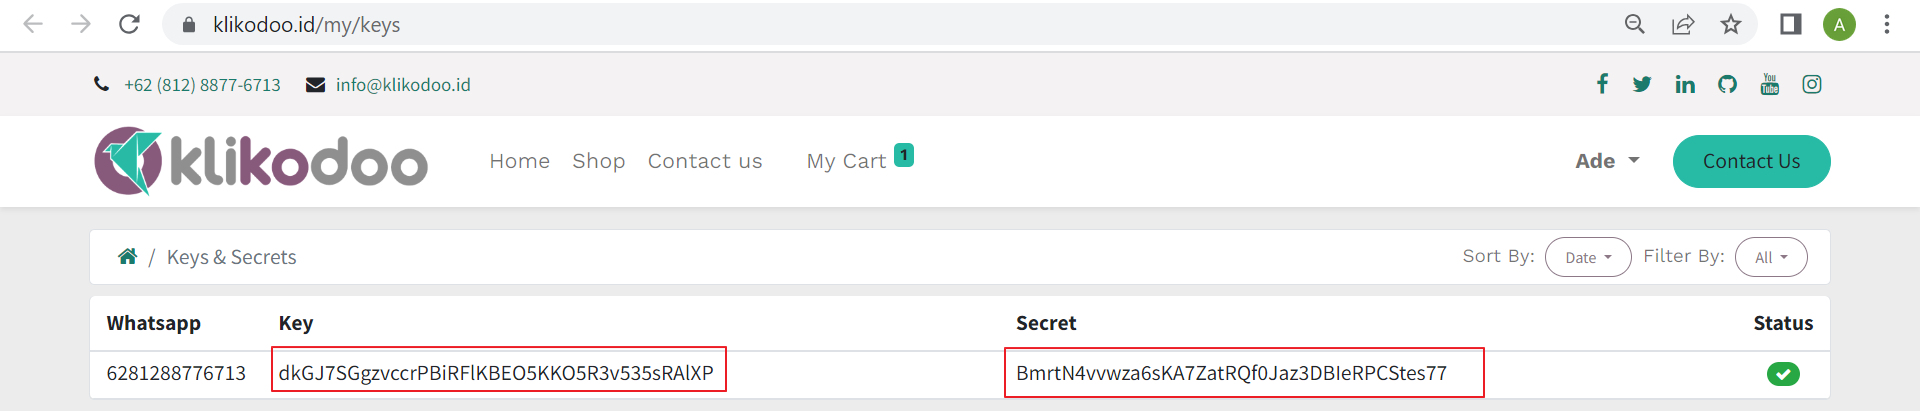 klikodoo.id/my/keys
A
+62 (812) 8877-6713 info@klikodoo.id
You Tube
klikodoo Home Shop Contact us My Cart 1 Ade Contact Us
/ Keys & Secrets Sort By: Date Filter By: All
Whatsapp Key Secret Status
6281288776713 dkGJ7SGgzvccrPBiRFlKBEO5KKO5R3v535sRAlXP BmrtN4vvwza6sKA7ZatRQf0Jaz3DBIeRPCStes77